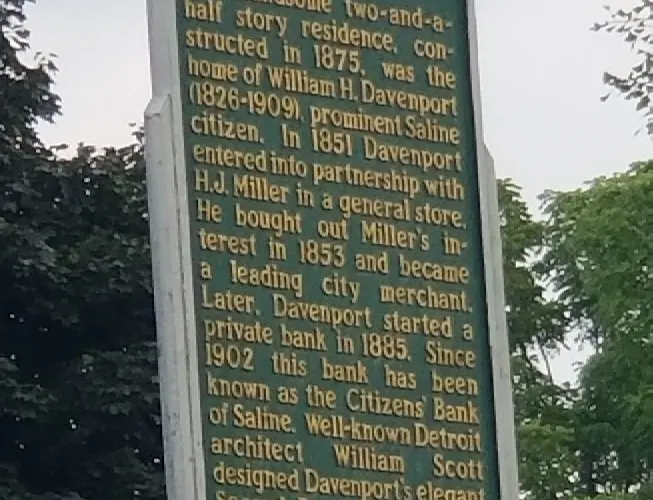 two-and-a-
half story residence, con-
structed in 1875, was the
home of William H. Davenport
(1826-1909), prominent Saline
citizen. In 1851 Davenport
entered into partnership with
H.J. Miller in a general store.
He bought out Miller's in-
terest in 1853 and became
a leading city merchant.
Later, Davenport started a
private bank in 1885. Since
1902 this bank has been
known as the Citizens' Bank
of Saline. Well-known Detroit
architect William Scott
designed Davenport's elegant